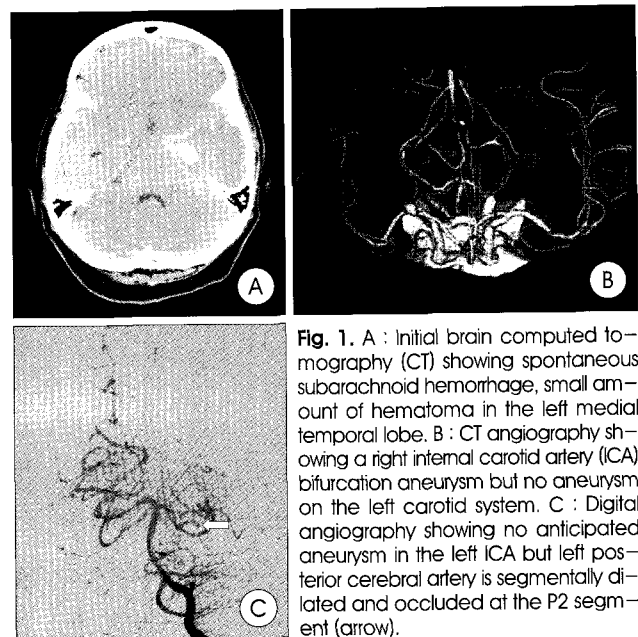 A
B
C
Fig. 1. A : Initial brain computed to-
mography (CT) showing spontaneous
subarachnoid hemorrhage, small am-
ount of hematoma in the left medial
temporal lobe. B : CT angiography sh-
owing a right internal carotid artery (ICA)
bifurcation aneurysm but no aneurysm
on the left carotid system. C : Digital
angiography showing no anticipated
aneurysm in the left ICA but left pos-
terior cerebral artery is segmentally di-
lated and occluded at the P2 segm-
ent (arrow).